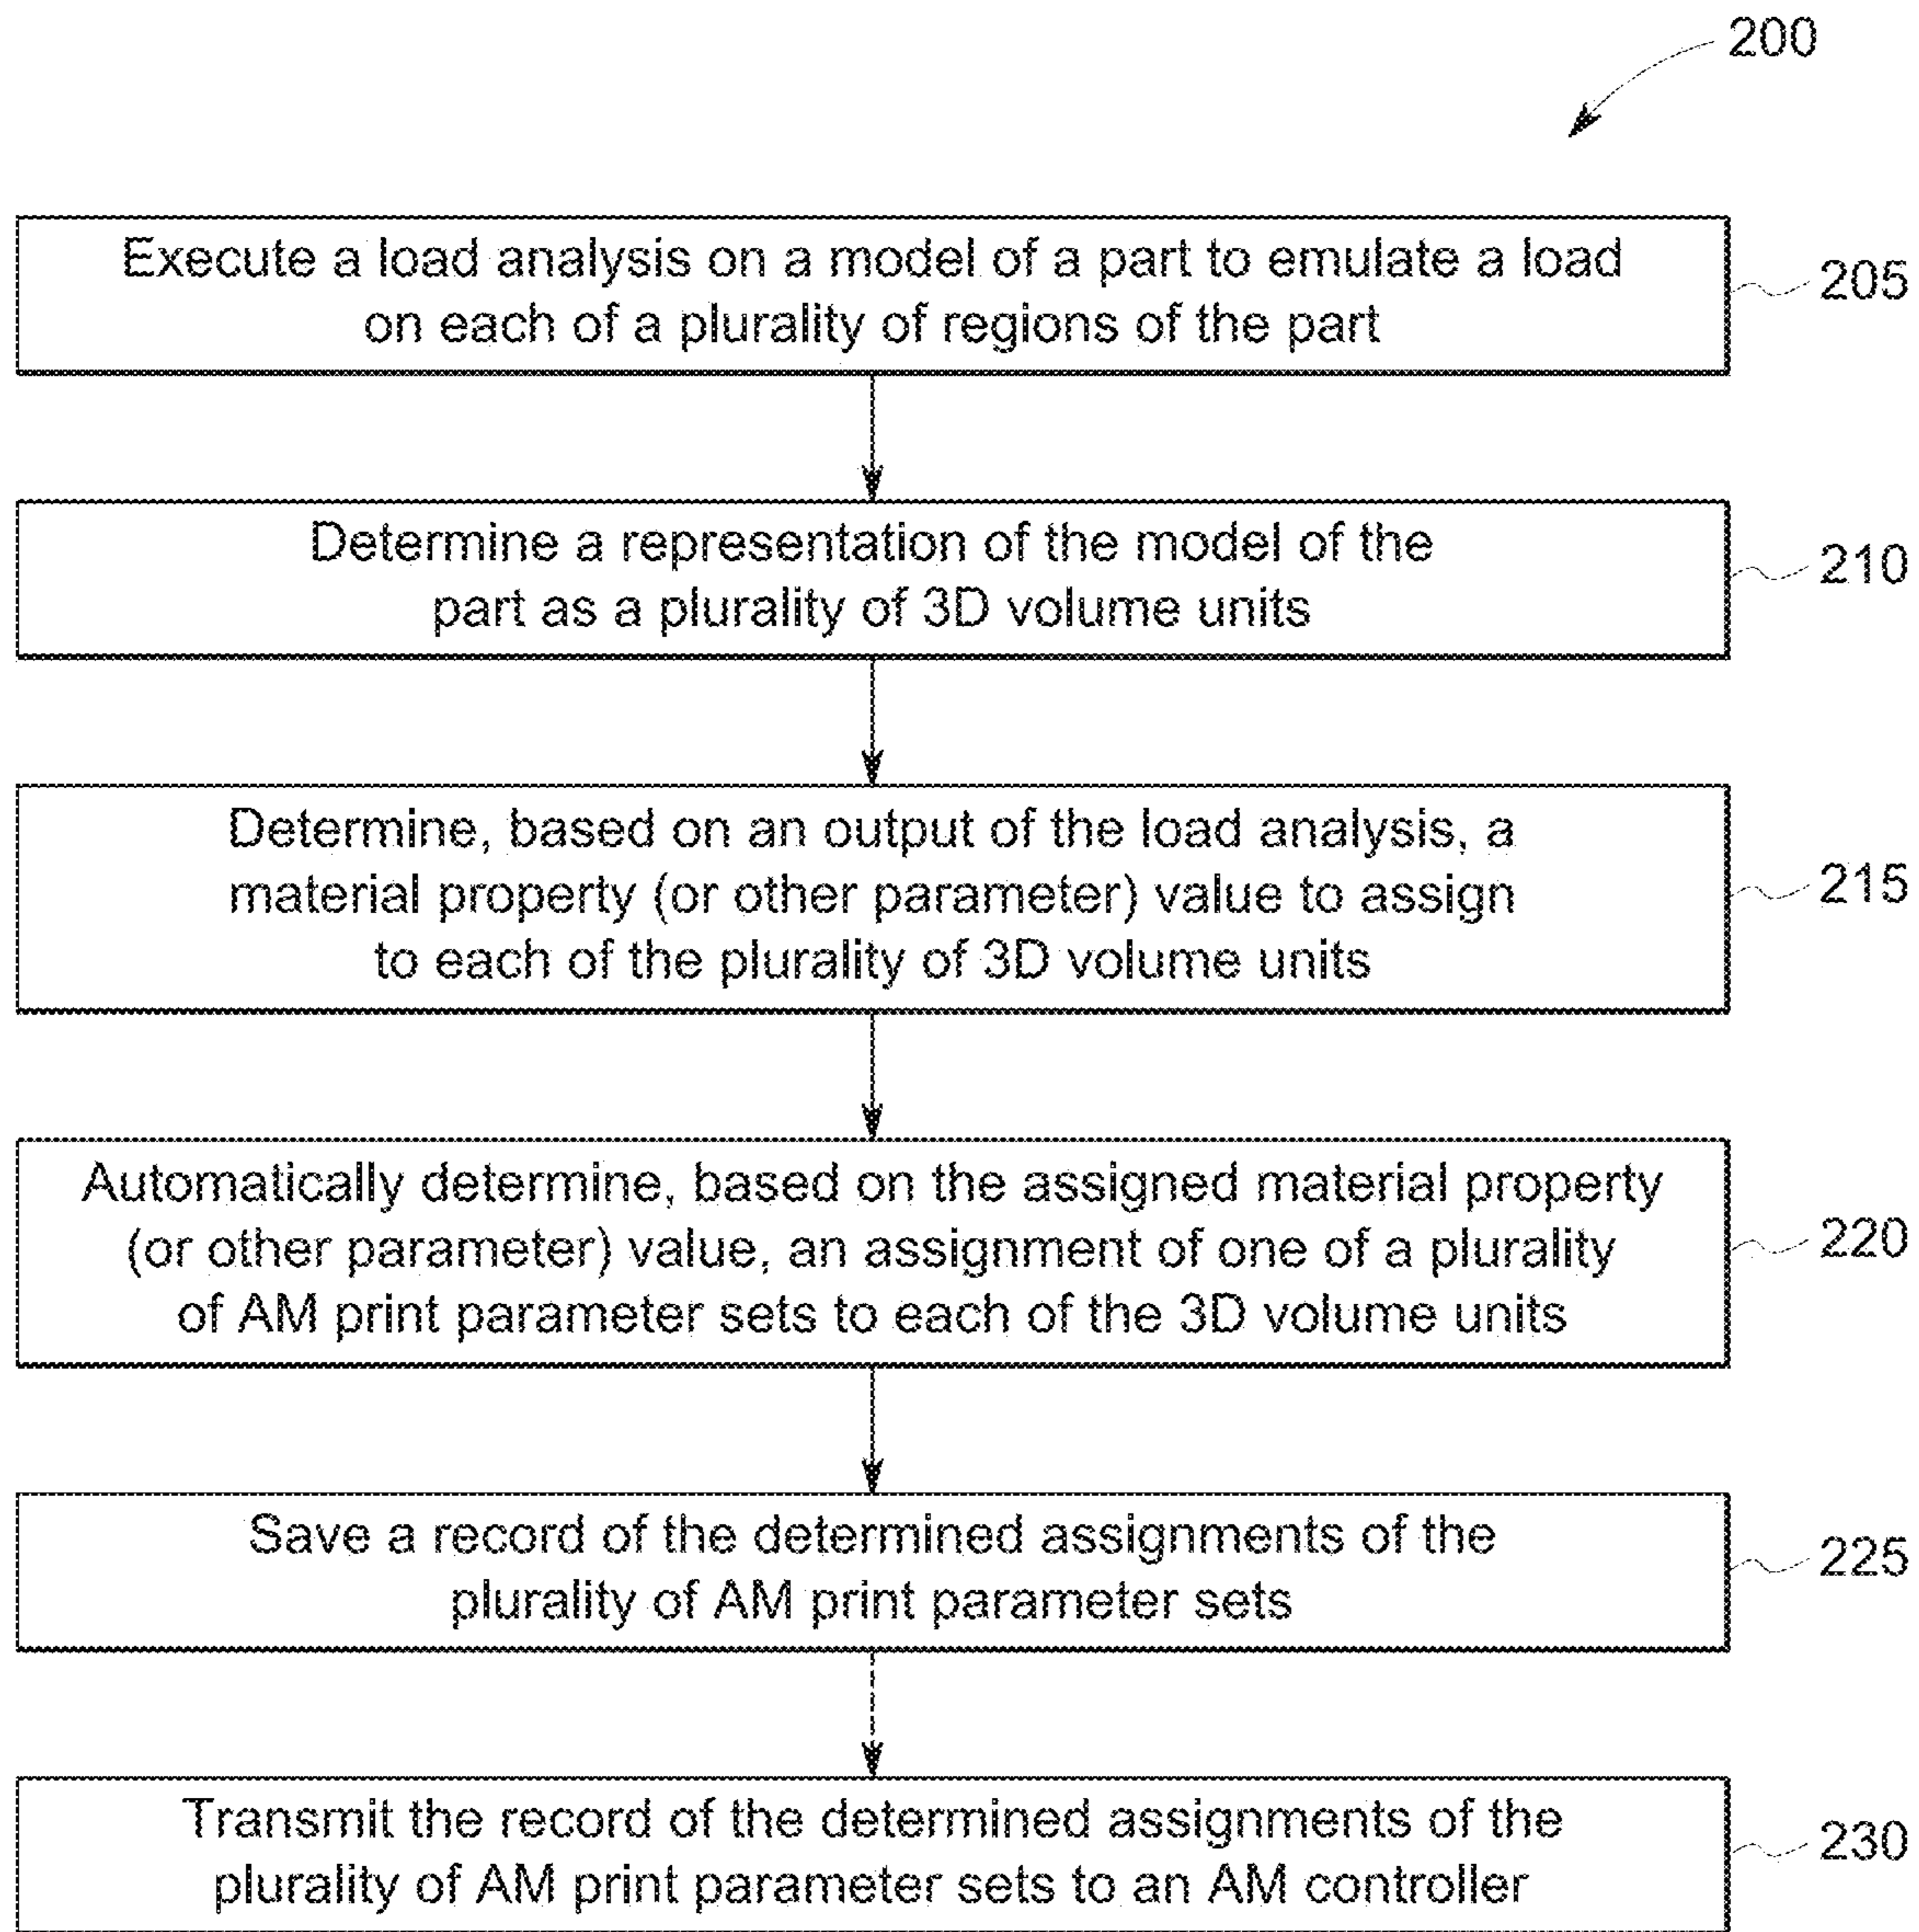 200
Execute a load analysis on a model of a part to emulate a load
on each of a plurality of regions of the part
205
Determine a representation of the model of the
part as a plurality of 3D volume units
210
Determine, based on an output of the load analysis, a
material property (or other parameter) value to assign
to each of the plurality of 3D volume units
215
Automatically determine, based on the assigned material property
(or other parameter) value, an assignment of one of a plurality
of AM print parameter sets to each of the 3D volume units
220
Save a record of the determined assignments of the
plurality of AM print parameter sets
225
Transmit the record of the determined assignments of the
plurality of AM print parameter sets to an AM controller
230